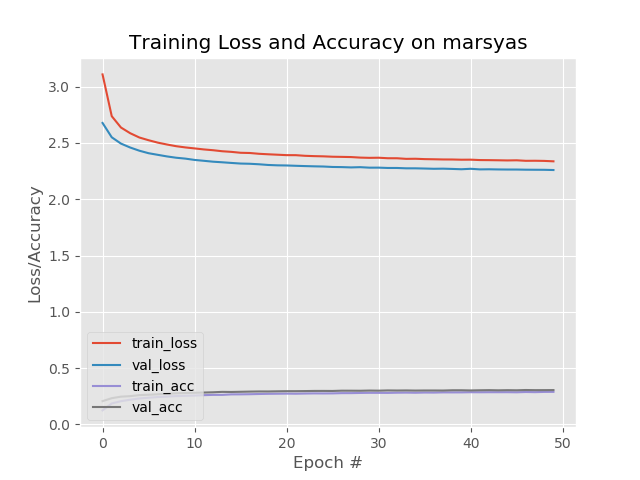 Training Loss and Accuracy on marsyas
3.0
2.5
2.0
1.5
1.0
0.5
0.0
Loss/Accuracy
train_loss
val_loss
train_acc
val_acc
0 10 20 30 40 50
Epoch #